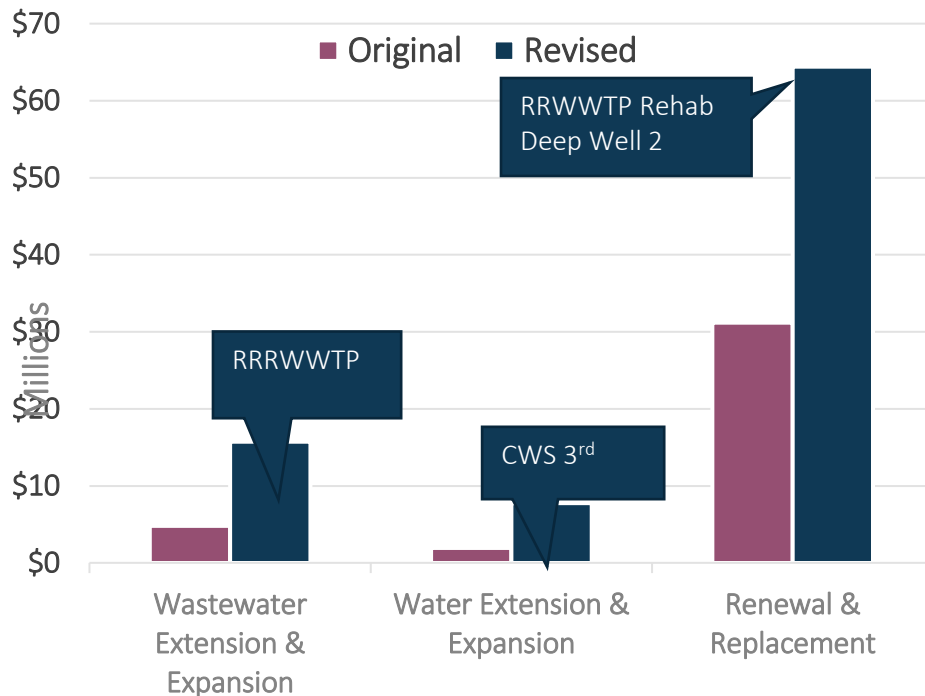 $70
Original Revised
$60
RRWWTP Rehab
Deep Well 2
$50
$40
Millions
$30
RRRWWTP
$20
CWS 3rd
$10
$0
Wastewater
Extension &
Expansion
Water Extension &
Expansion
Renewal &
Replacement